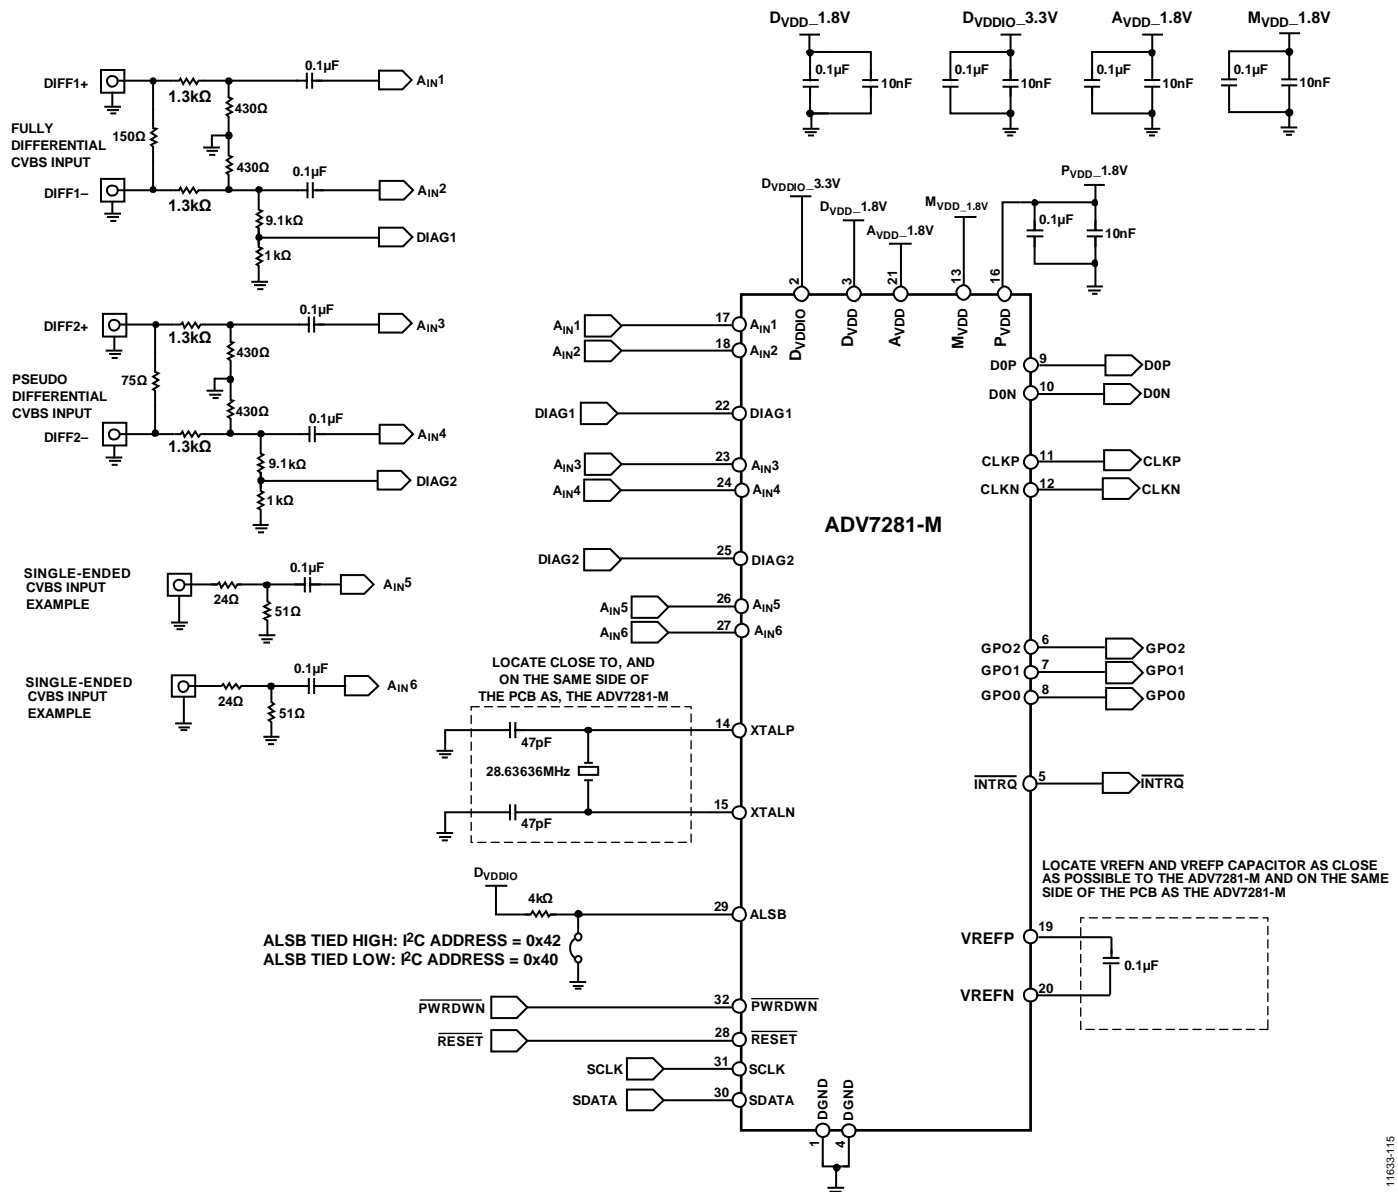 DVDD_1.8V
DVDDIO_3.3V
AVDD_1.8V
MVDD_1.8V
0.1µF
10nF
0.1µF
10nF
0.1µF
10nF
0.1µF
10nF
DIFF1+
1.3kΩ
0.1µF
AIN1
430Ω
FULLY
DIFFERENTIAL
CVBS INPUT
150Ω
430Ω
DIFF1–
1.3kΩ
0.1µF
AIN2
9.1kΩ
DIAG1
1kΩ
DIFF2+
1.3kΩ
0.1µF
AIN3
430Ω
PSEUDO
DIFFERENTIAL
CVBS INPUT
75Ω
430Ω
DIFF2–
1.3kΩ
0.1µF
AIN4
9.1kΩ
DIAG2
1kΩ
SINGLE-ENDED
CVBS INPUT
EXAMPLE
24Ω
0.1µF
51Ω
AIN5
SINGLE-ENDED
CVBS INPUT
EXAMPLE
24Ω
0.1µF
51Ω
AIN6
DVDDIO_3.3V
DVDD_1.8V
AVDD_1.8V
MVDD_1.8V
PVDD_1.8V
0.1µF
10nF
2
3
21
13
16
DVDDIO
DVDD
AVDD
MVDD
PVDD
AIN1
17
AIN1
AIN2
18
AIN2
DIAG1
22
DIAG1
AIN3
23
AIN3
AIN4
24
AIN4
DIAG2
25
DIAG2
AIN5
26
AIN5
AIN6
27
AIN6
ADV7281-M
D0P
9
D0P
D0N
10
D0N
CLKP
11
CLKP
CLKN
12
CLKN
GPO2
6
GPO2
GPO1
7
GPO1
GPO0
8
GPO0
INTRQ
5
INTRQ
LOCATE CLOSE TO, AND
ON THE SAME SIDE OF
THE PCB AS, THE ADV7281-M
47pF
14
XTALP
28.63636MHz
47pF
15
XTALN
DVDDIO
4kΩ
29
ALSB
ALSB TIED HIGH: I2C ADDRESS = 0x42
ALSB TIED LOW: I2C ADDRESS = 0x40
LOCATE VREFN AND VREFP CAPACITOR AS CLOSE
AS POSSIBLE TO THE ADV7281-M AND ON THE SAME
SIDE OF THE PCB AS THE ADV7281-M
VREFP
19
0.1µF
VREFN
20
PWRDWN
32
PWRDWN
RESET
28
RESET
SCLK
31
SCLK
SDATA
30
SDATA
DGND
DGND
1
4
11633-115